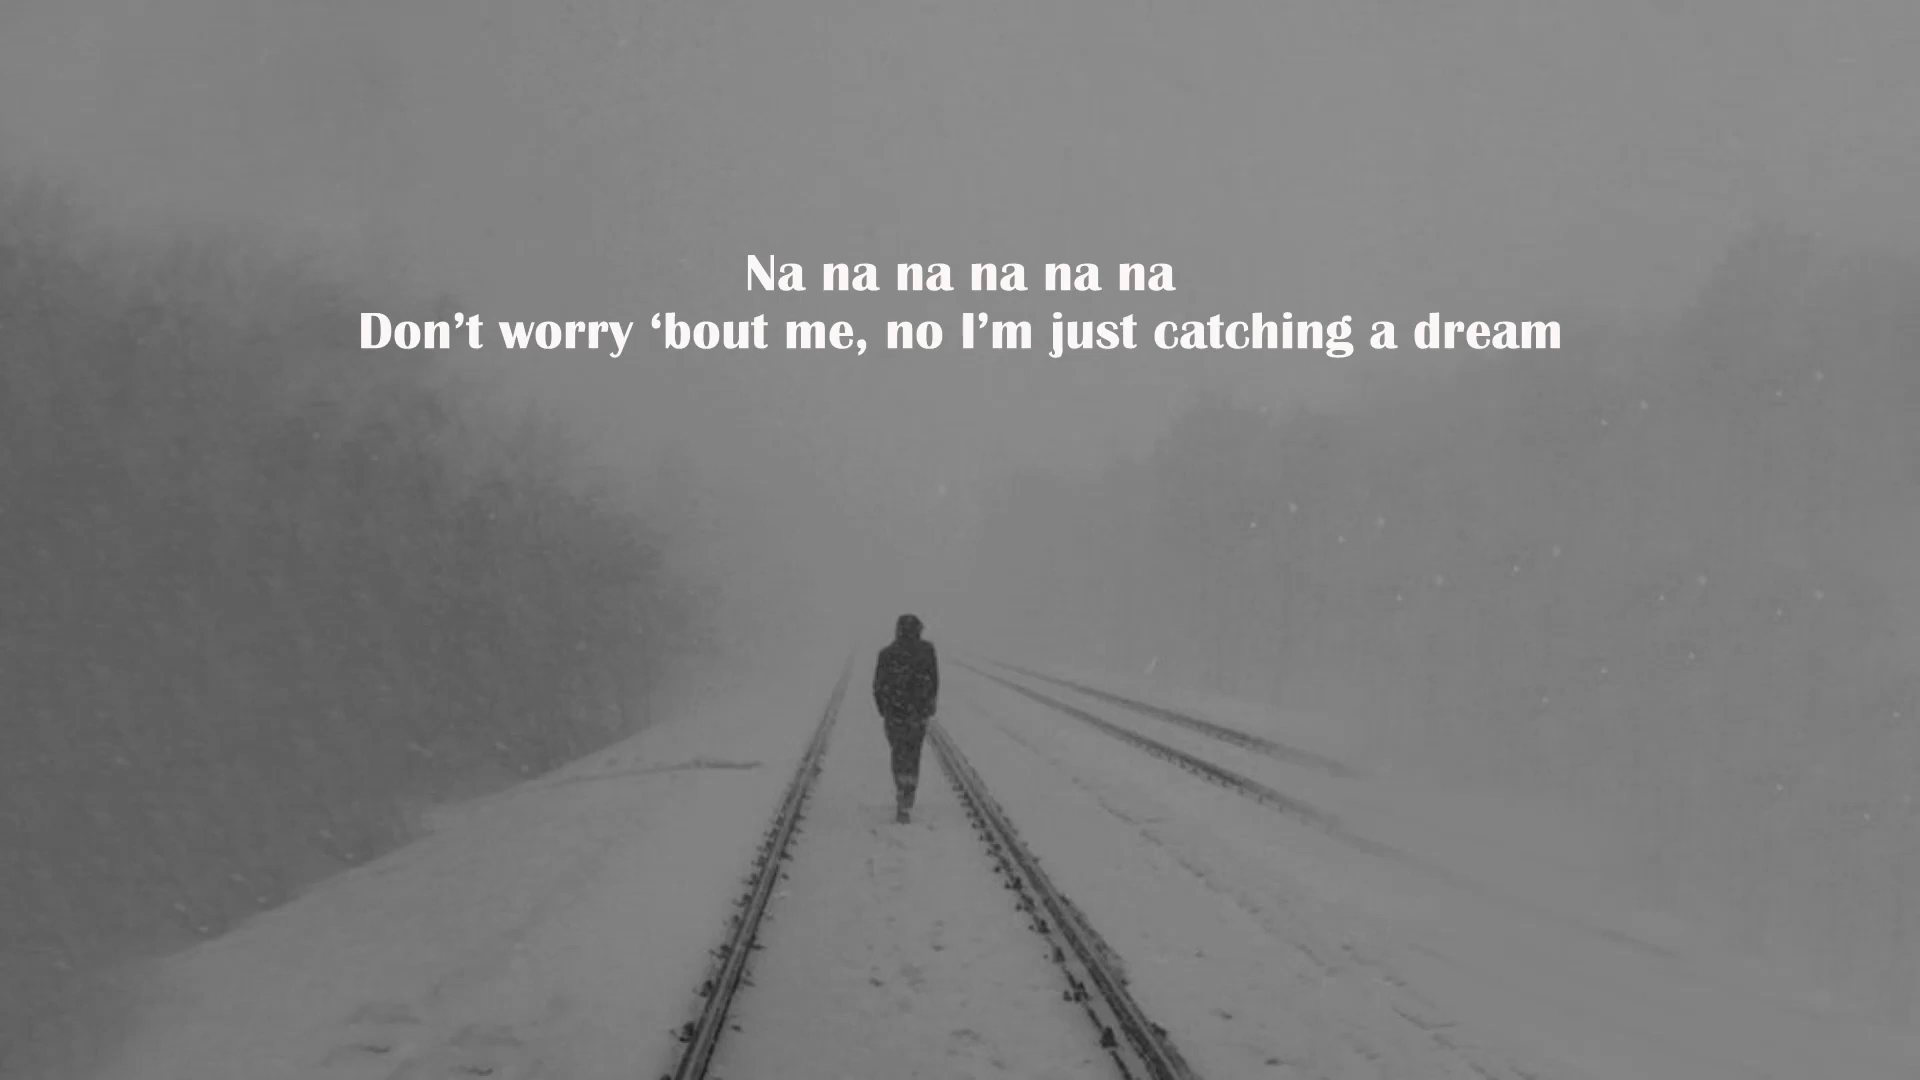 Na na na na na na
Don’t worry ‘bout me, no I’m just catching a dream